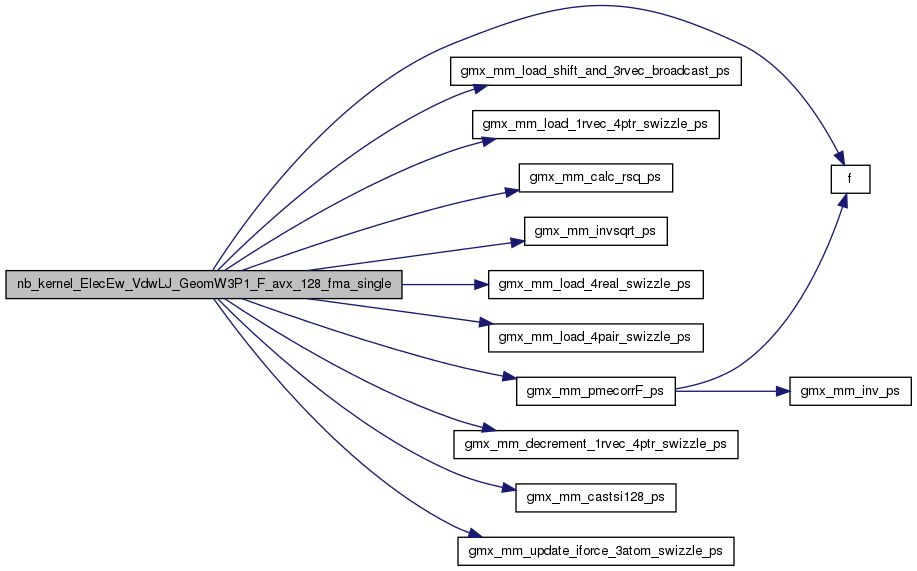 nb_kernel_ElecEw_VdwLJ_GeomW3P1_F_avx_128_fma_single
gmx_mm_load_shift_and_3rvec_broadcast_ps
gmx_mm_load_1rvec_4ptr_swizzle_ps
gmx_mm_calc_rsq_ps
gmx_mm_invsqrt_ps
gmx_mm_load_4real_swizzle_ps
gmx_mm_load_4pair_swizzle_ps
gmx_mm_pmecorrF_ps
gmx_mm_decrement_1rvec_4ptr_swizzle_ps
gmx_mm_castsi128_ps
gmx_mm_update_iforce_3atom_swizzle_ps
f
gmx_mm_inv_ps